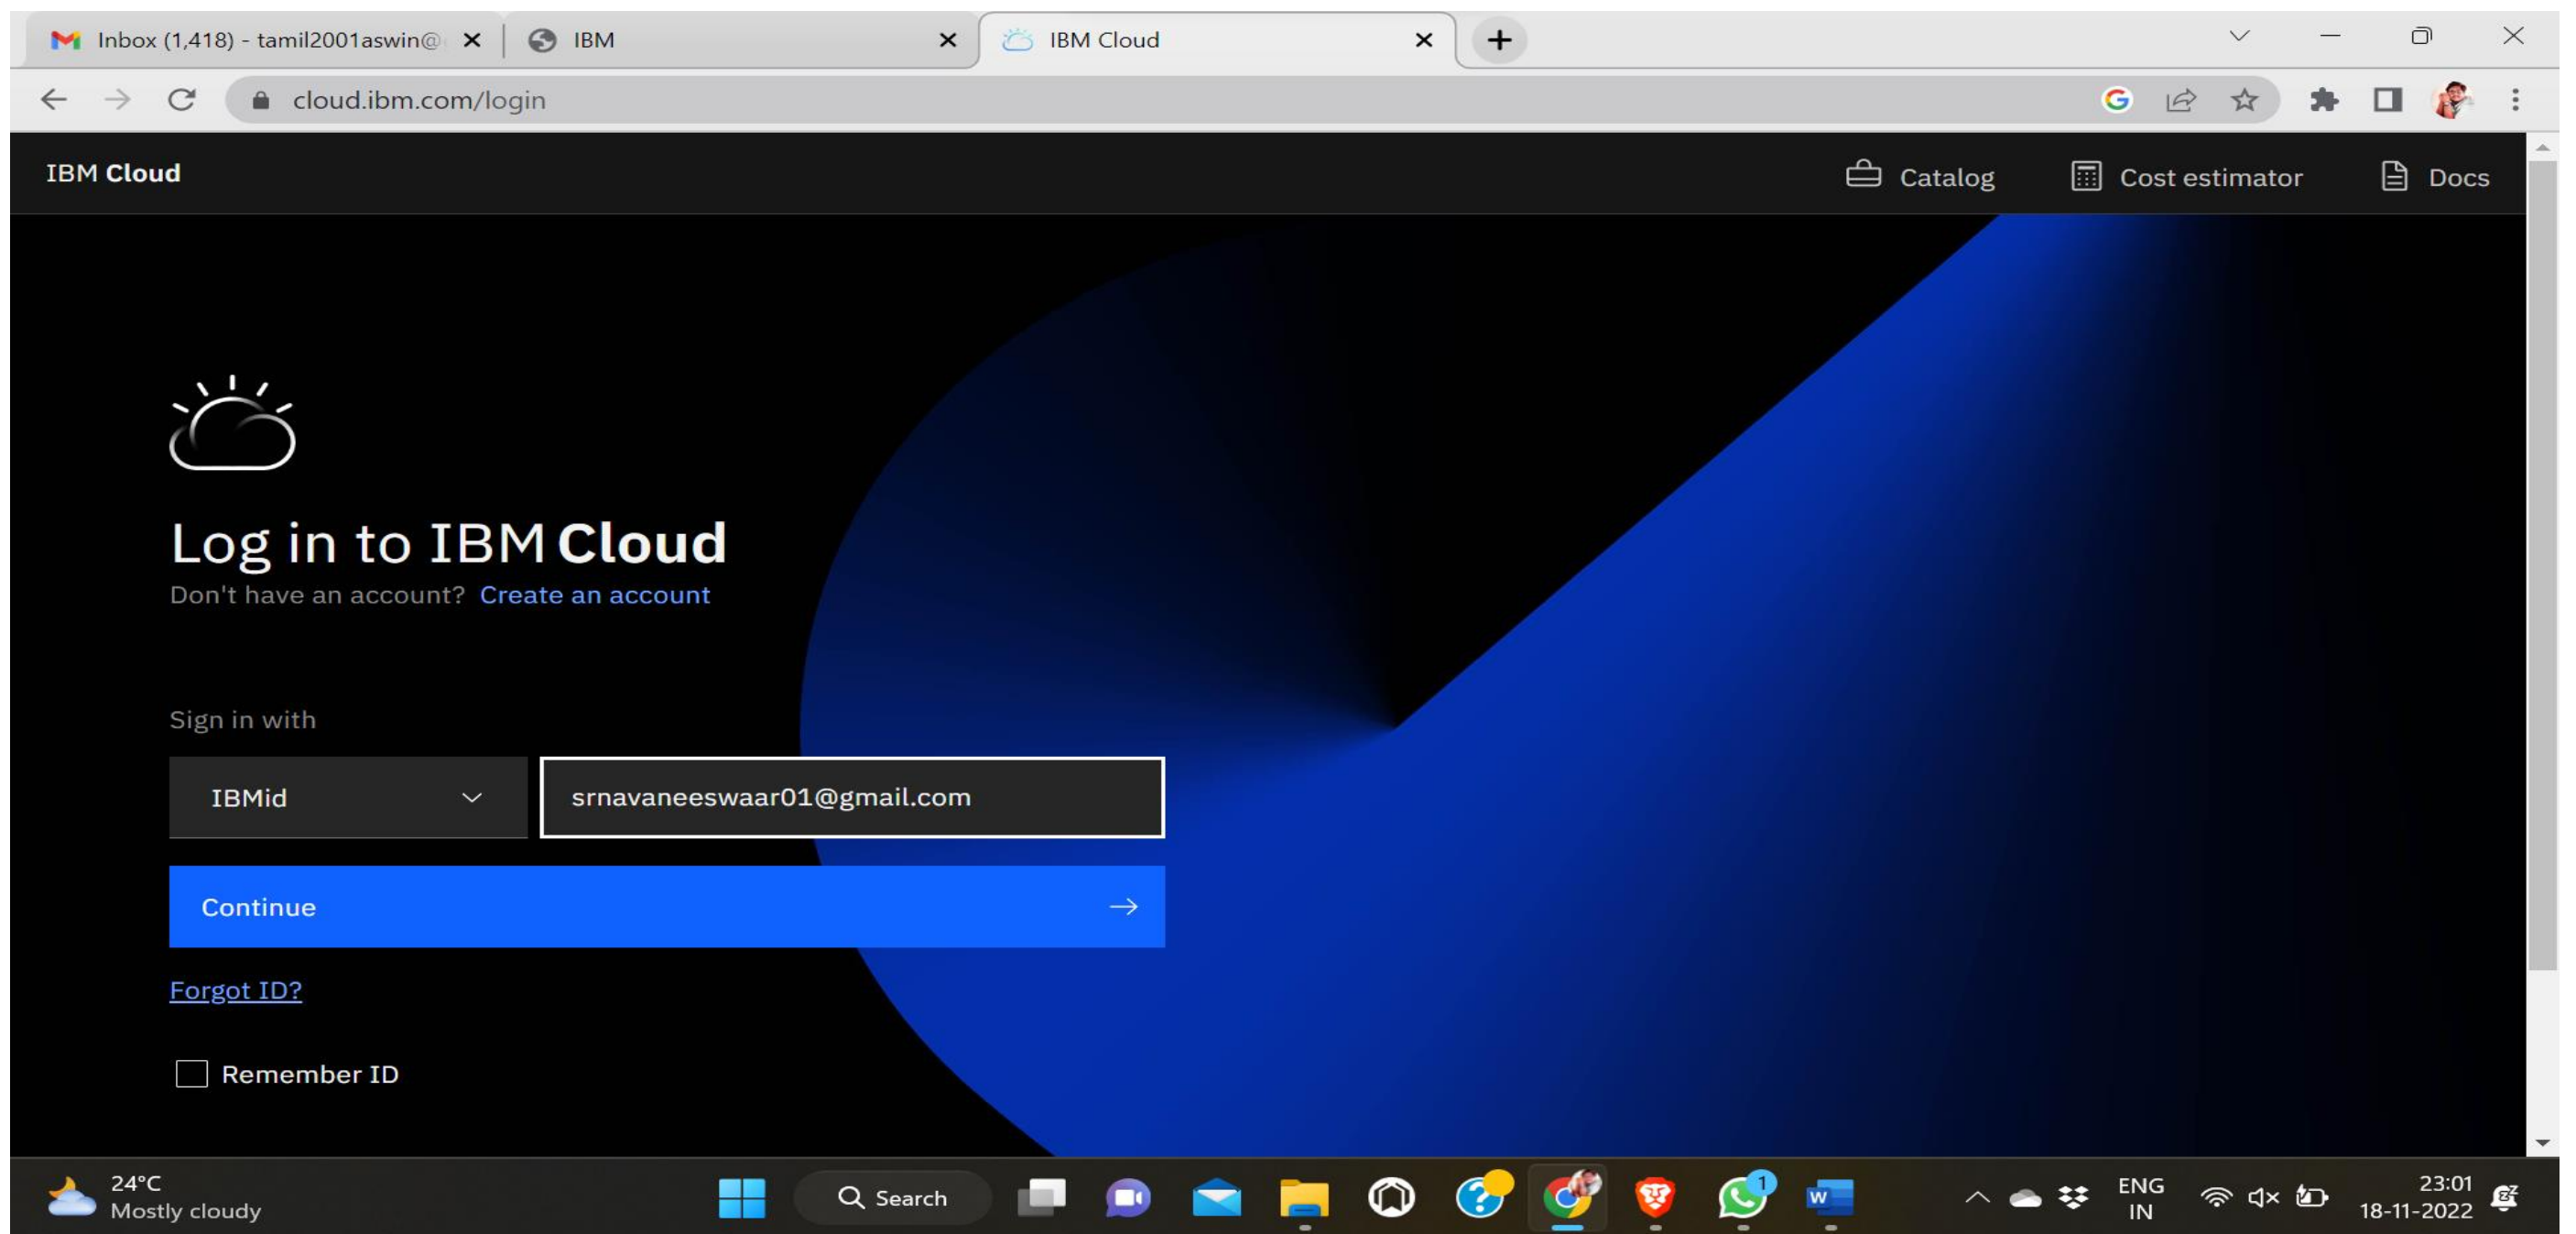 Inbox (1,418) - tamil2001aswin@
IBM
IBM Cloud
cloud.ibm.com/login
IBM Cloud
Catalog
Cost estimator
Docs
Log in to IBM Cloud
Don't have an account? Create an account
Sign in with
IBMid
srnavaneeswaar01@gmail.com
Continue
Forgot ID?
Remember ID
24°C
Mostly cloudy
Search
1
ENG
IN
23:01
18-11-2022